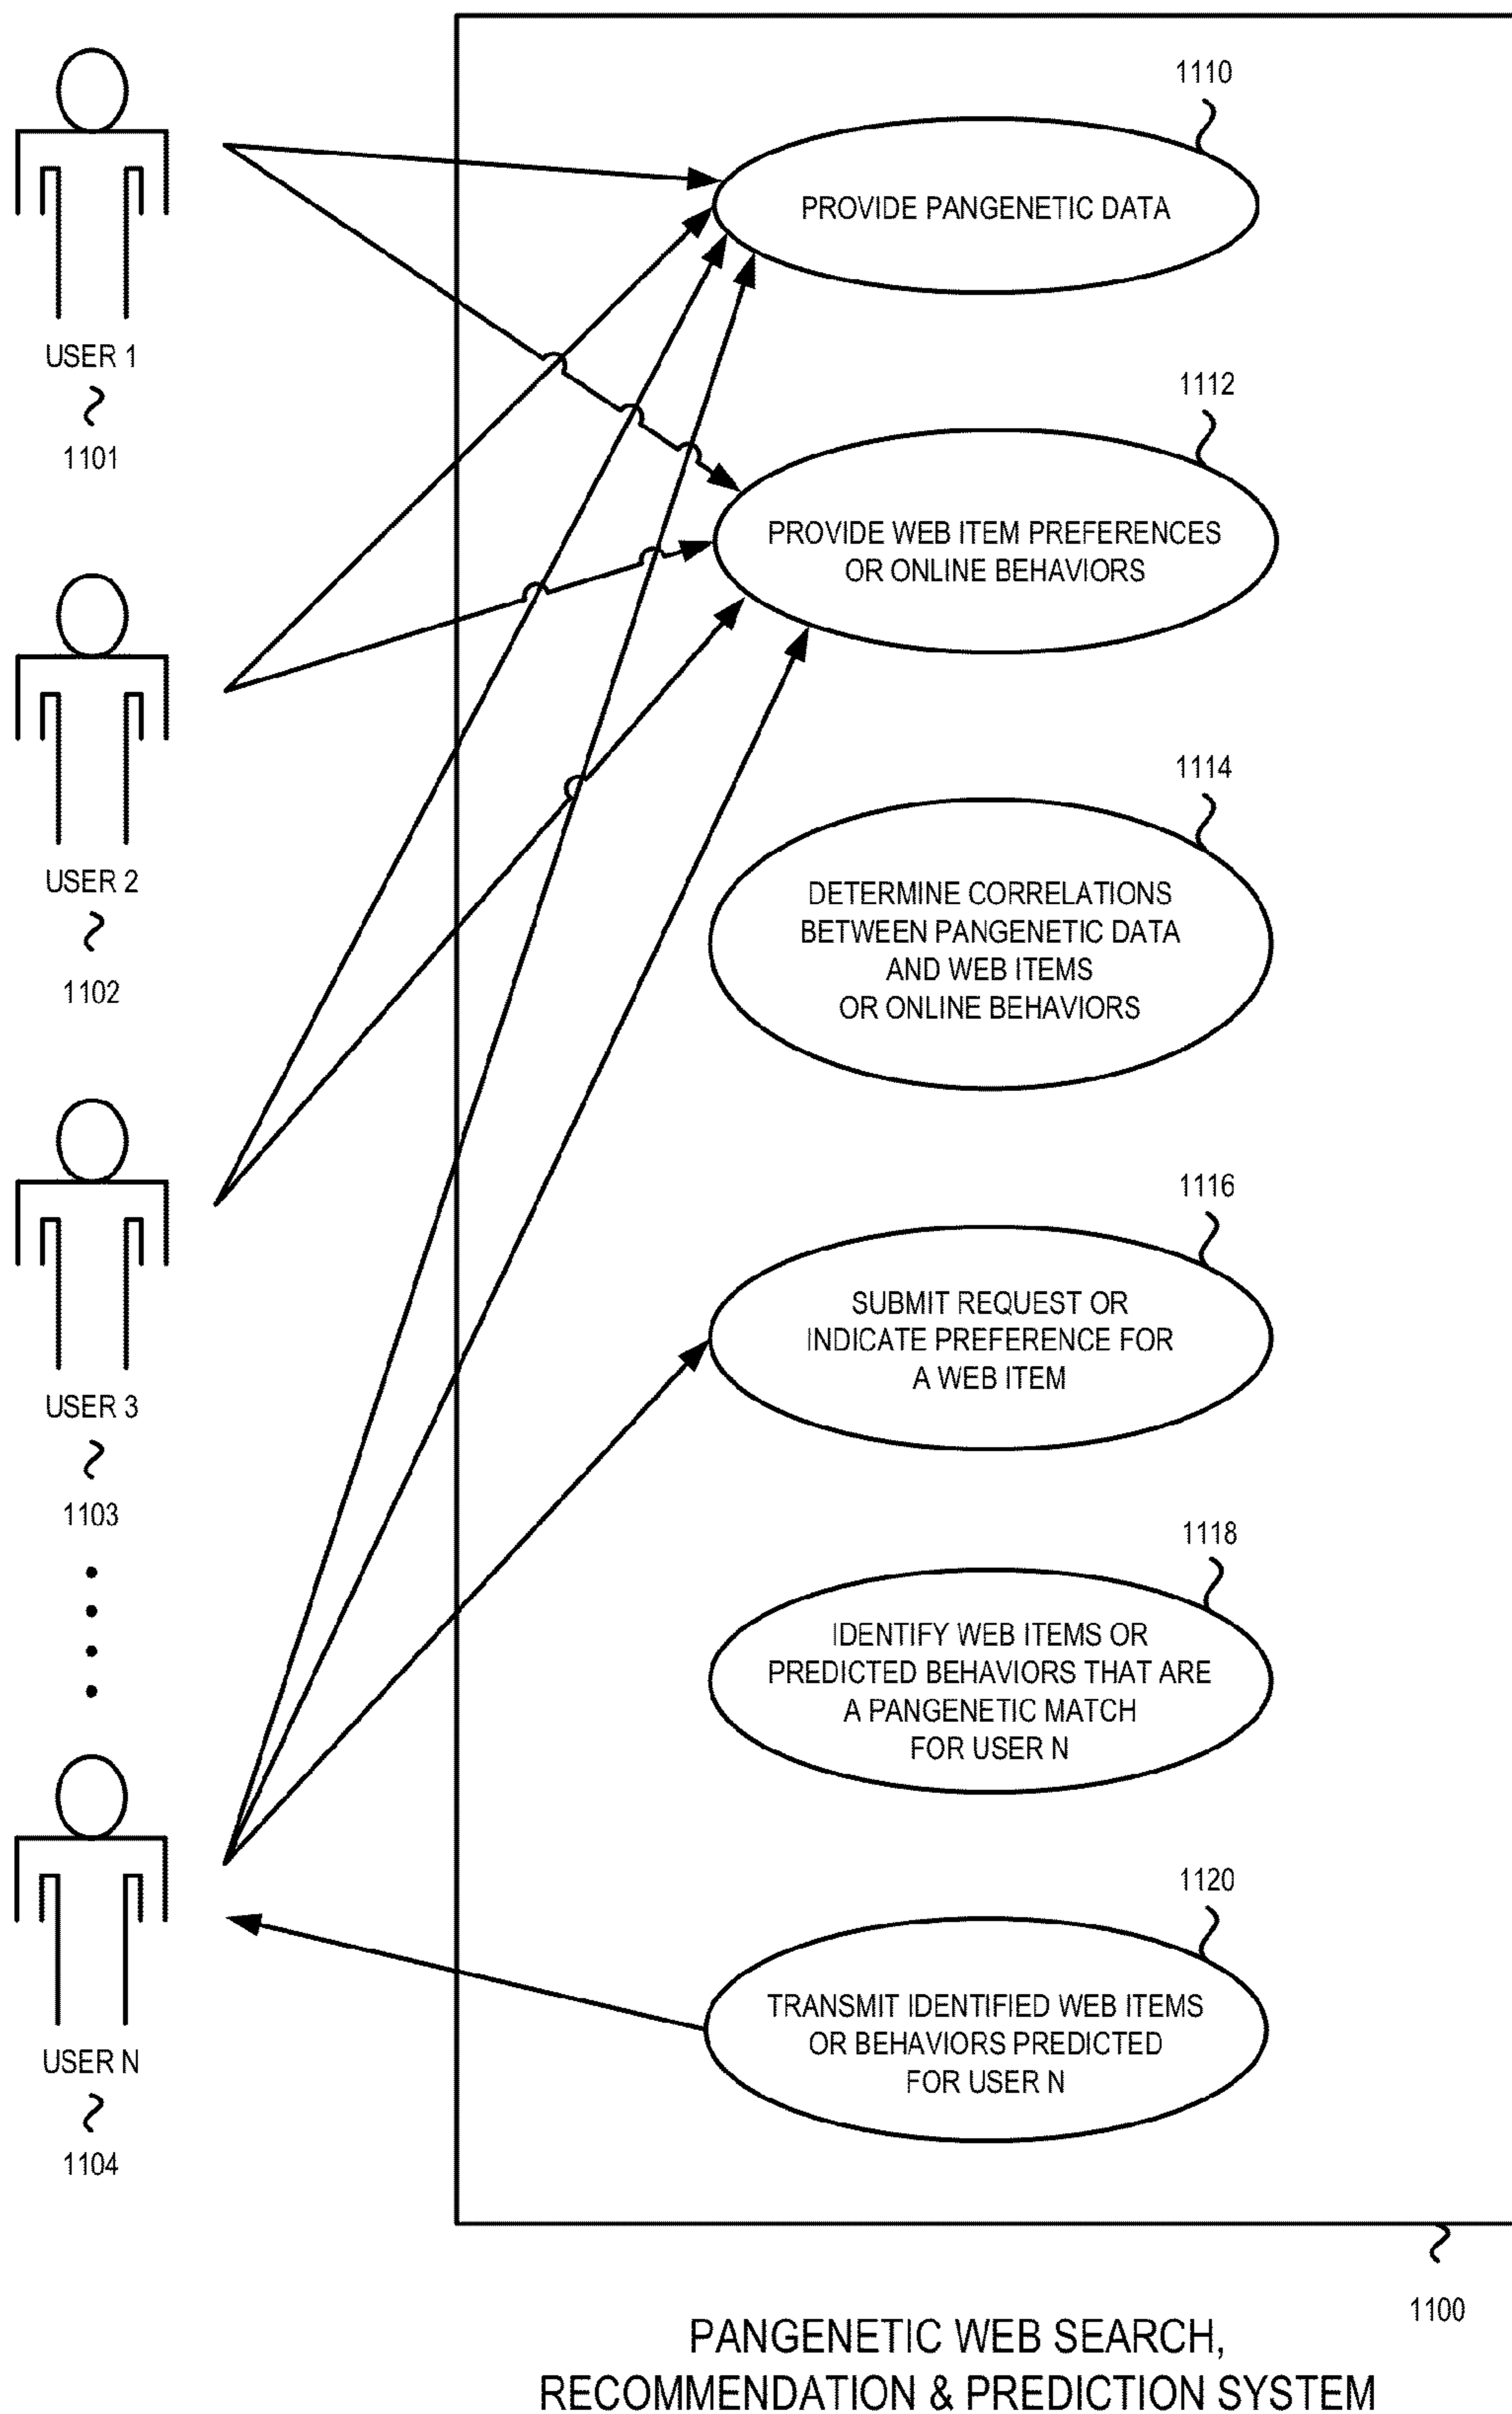 1110
PROVIDE PANGENETIC DATA
USER 1
1101
1112
PROVIDE WEB ITEM PREFERENCES
OR ONLINE BEHAVIORS
1114
DETERMINE CORRELATIONS
BETWEEN PANGENETIC DATA
AND WEB ITEMS
OR ONLINE BEHAVIORS
USER 2
1102
1116
SUBMIT REQUEST OR
INDICATE PREFERENCE FOR
A WEB ITEM
USER 3
1103
1118
IDENTIFY WEB ITEMS OR
PREDICTED BEHAVIORS THAT ARE
A PANGENETIC MATCH
FOR USER N
1120
TRANSMIT IDENTIFIED WEB ITEMS
OR BEHAVIORS PREDICTED
FOR USER N
USER N
1104
1100
PANGENETIC WEB SEARCH,
RECOMMENDATION & PREDICTION SYSTEM